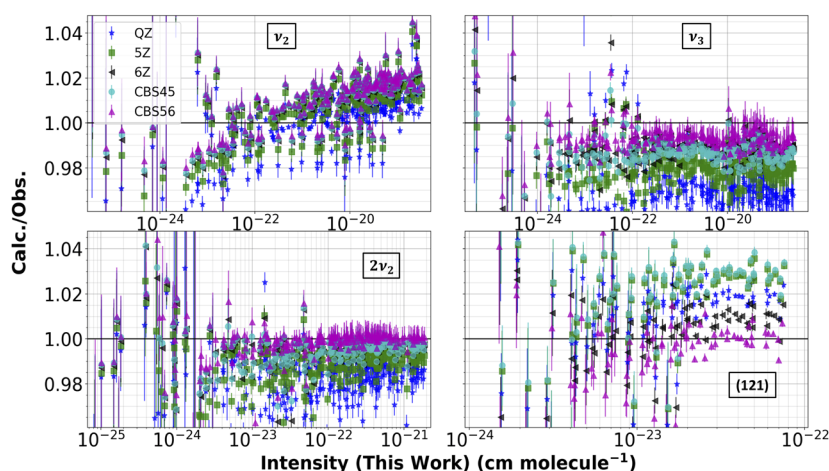 1.04
1.02
1.00
0.98
ν₂
QZ
5Z
6Z
CBS45
CBS56
ν₃
10⁻²⁴
10⁻²²
10⁻²⁰
10⁻²⁴
10⁻²²
10⁻²⁰
Calc./Obs.
1.04
1.02
1.00
0.98
2ν₂
(121)
10⁻²⁵
10⁻²⁴
10⁻²³
10⁻²²
10⁻²¹
10⁻²⁴
10⁻²³
10⁻²²
Intensity (This Work) (cm molecule⁻¹)